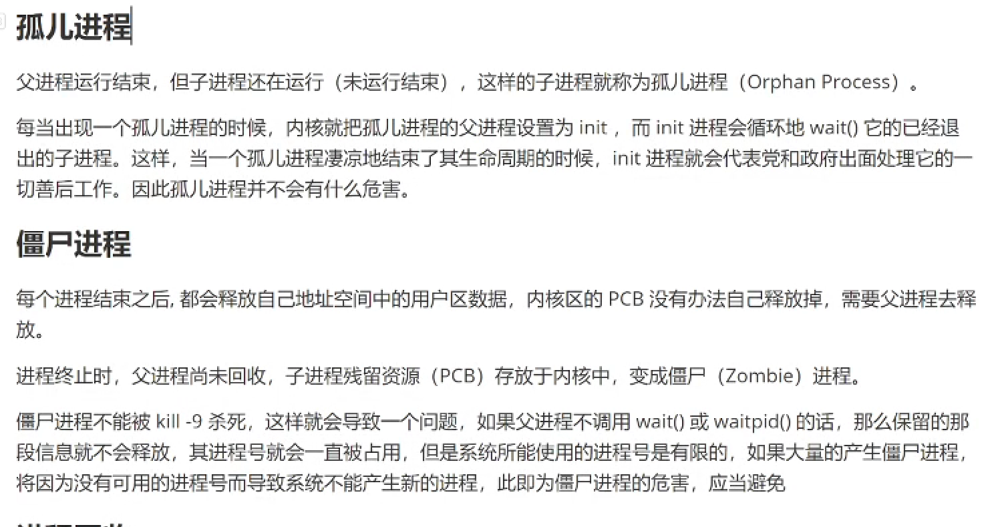 孤儿进程
父进程运行结束，但子进程还在运行（未运行结束），这样的子进程就称为孤儿进程（Orphan Process）。
每当出现一个孤儿进程的时候，内核就把孤儿进程的父进程设置为 init ，而 init 进程会循环地 wait() 它的已经退
出的子进程。这样，当一个孤儿进程凄凉地结束了其生命周期的时候，init 进程就会代表党和政府出面处理它的一
切善后工作。因此孤儿进程并不会有什么危害。
僵尸进程
每个进程结束之后, 都会释放自己地址空间中的用户区数据，内核区的 PCB 没有办法自己释放掉，需要父进程去释
放。
进程终止时，父进程尚未回收，子进程残留资源（PCB）存放于内核中，变成僵尸（Zombie）进程。
僵尸进程不能被 kill -9 杀死，这样就会导致一个问题，如果父进程不调用 wait() 或 waitpid() 的话，那么保留的那
段信息就不会释放，其进程号就会一直被占用，但是系统所能使用的进程号是有限的，如果大量的产生僵尸进程，
将因为没有可用的进程号而导致系统不能产生新的进程，此即为僵尸进程的危害，应当避免